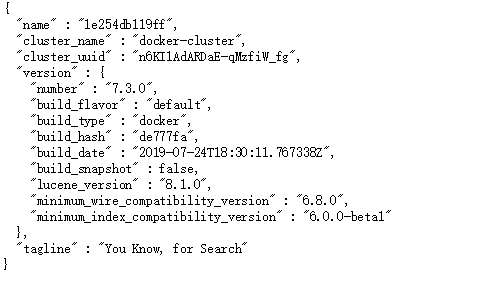 {
  "name" : "1e254db119ff",
  "cluster_name" : "docker-cluster",
  "cluster_uuid" : "n6KI1AdARDaE-qMzfiW_fg",
  "version" : {
    "number" : "7.3.0",
    "build_flavor" : "default",
    "build_type" : "docker",
    "build_hash" : "de777fa",
    "build_date" : "2019-07-24T18:30:11.767338Z",
    "build_snapshot" : false,
    "lucene_version" : "8.1.0",
    "minimum_wire_compatibility_version" : "6.8.0",
    "minimum_index_compatibility_version" : "6.0.0-beta1"
  },
  "tagline" : "You Know, for Search"
}